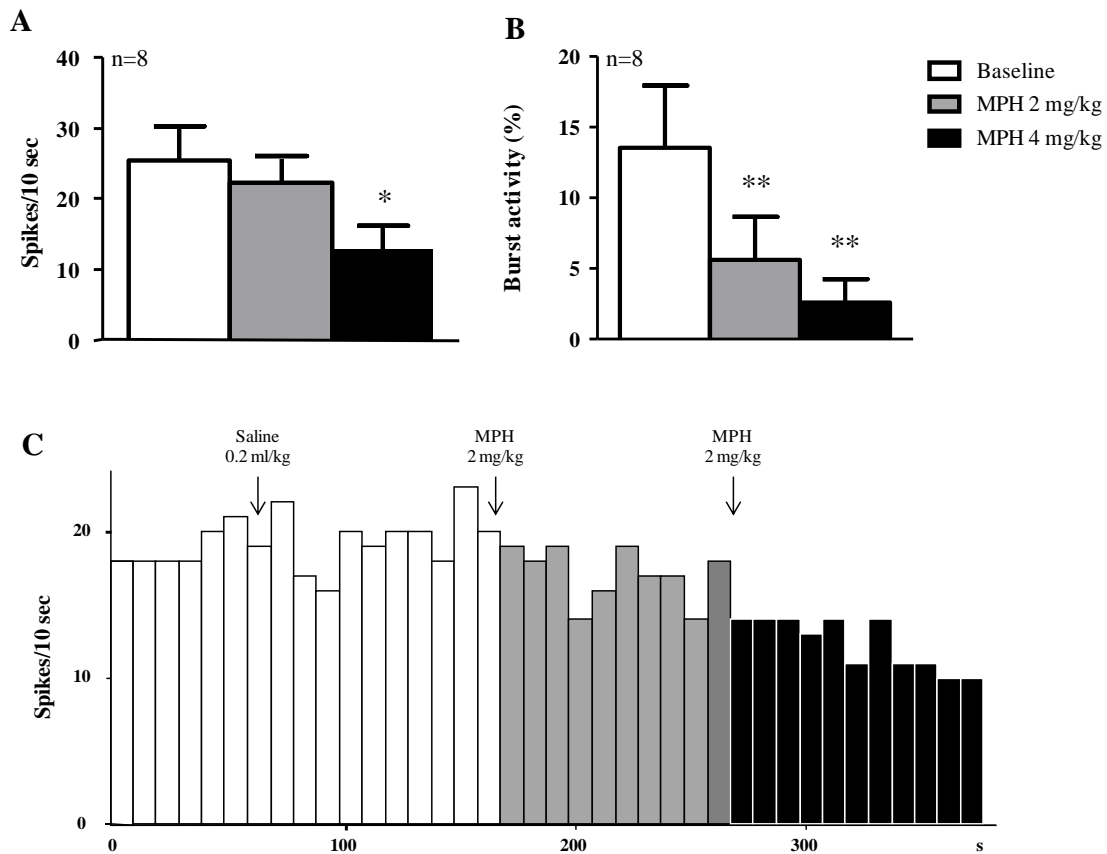 A
n=8
40
30
20
10
0
Spikes/10 sec
*
B
n=8
20
15
10
5
0
Burst activity (%)
**
**
Baseline
MPH 2 mg/kg
MPH 4 mg/kg
C
Saline
0.2 ml/kg
MPH
2 mg/kg
MPH
2 mg/kg
20
10
0
Spikes/10 sec
0
100
200
300
s